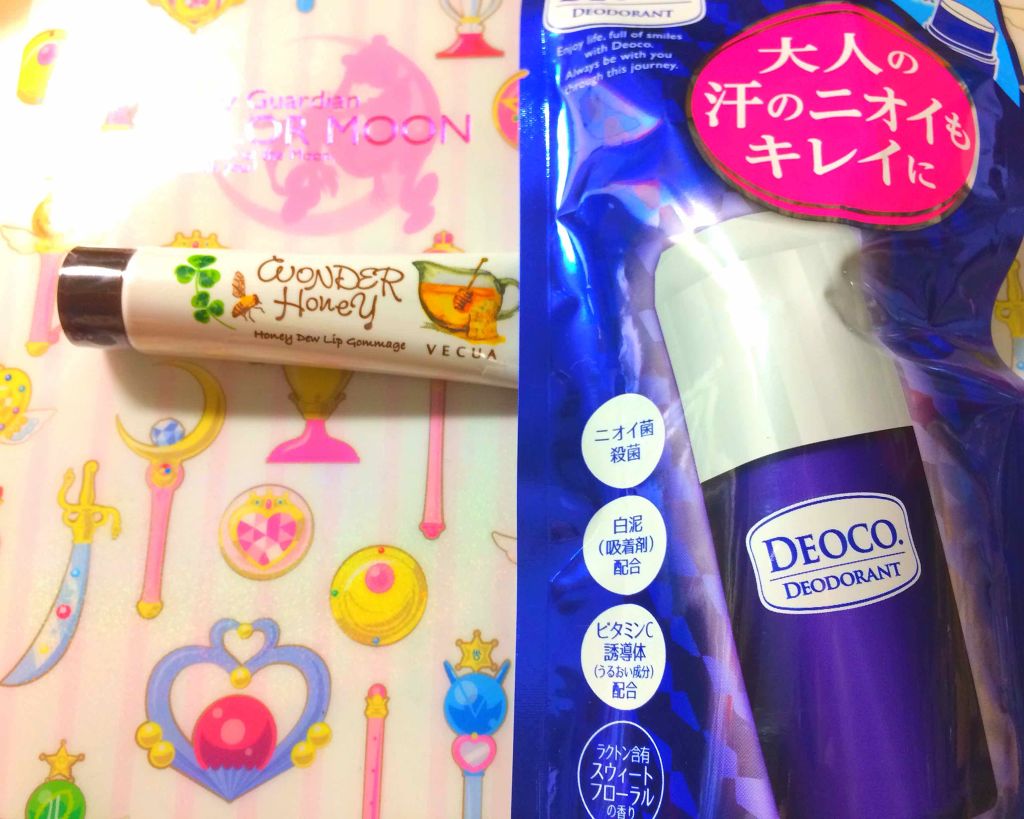 Guardian
OR MOON
WONDER
Honey
Honey Dew Lip Gommage
VECUA
DEOCO.
DEODORANT
Enjoy life, full of smiles
with Deoco.
Always be with you
through this journey.
大人の
汗のニオイも
キレイに
ニオイ菌
殺菌
白泥
(吸着剤)
配合
ビタミンC
誘導体
(うるおい成分)
配合
ラクトン含有
スウィート
フローラル
の香り
DEOCO.
DEODORANT